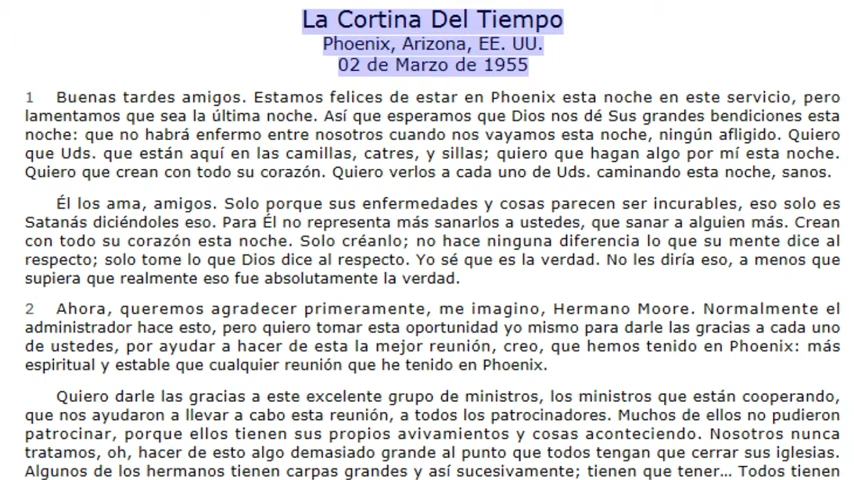 La Cortina Del Tiempo
Phoenix, Arizona, EE. UU.
02 de Marzo de 1955
1 Buenas tardes amigos. Estamos felices de estar en Phoenix esta noche en este servicio, pero
lamentamos que sea la última noche. Así que esperamos que Dios nos dé Sus grandes bendiciones esta
noche: que no habrá enfermo entre nosotros cuando nos vayamos esta noche, ningún afligido. Quiero
que Uds. que están aquí en las camillas, catres, y sillas; quiero que hagan algo por mí esta noche.
Quiero que crean con todo su corazón. Quiero verlos a cada uno de Uds. caminando esta noche, sanos.
Él los ama, amigos. Solo porque sus enfermedades y cosas parecen ser incurables, eso solo es
Satanás diciéndoles eso. Para Él no representa más sanarlos a ustedes, que sanar a alguien más. Crean
con todo su corazón esta noche. Solo créanlo; no hace ninguna diferencia lo que su mente dice al
respecto; solo tome lo que Dios dice al respecto. Yo sé que es la verdad. No les diría eso, a menos que
supiera que realmente eso fue absolutamente la verdad.
2 Ahora, queremos agradecer primeramente, me imagino, Hermano Moore. Normalmente el
administrador hace esto, pero quiero tomar esta oportunidad yo mismo para darle las gracias a cada uno
de ustedes, por ayudar a hacer de esta la mejor reunión, creo, que hemos tenido en Phoenix: más
espiritual y estable que cualquier reunión que he tenido en Phoenix.
Quiero darle las gracias a este excelente grupo de ministros, los ministros que están cooperando,
que nos ayudaron a llevar a cabo esta reunión, a todos los patrocinadores. Muchos de ellos no pudieron
patrocinar, porque ellos tienen sus propios avivamientos y cosas aconteciendo. Nosotros nunca
tratamos, oh, hacer de esto algo demasiado grande al punto que todos tengan que cerrar sus iglesias.
Algunos de los hermanos tienen carpas grandes y así sucesivamente; tienen que tener... Todos tienen